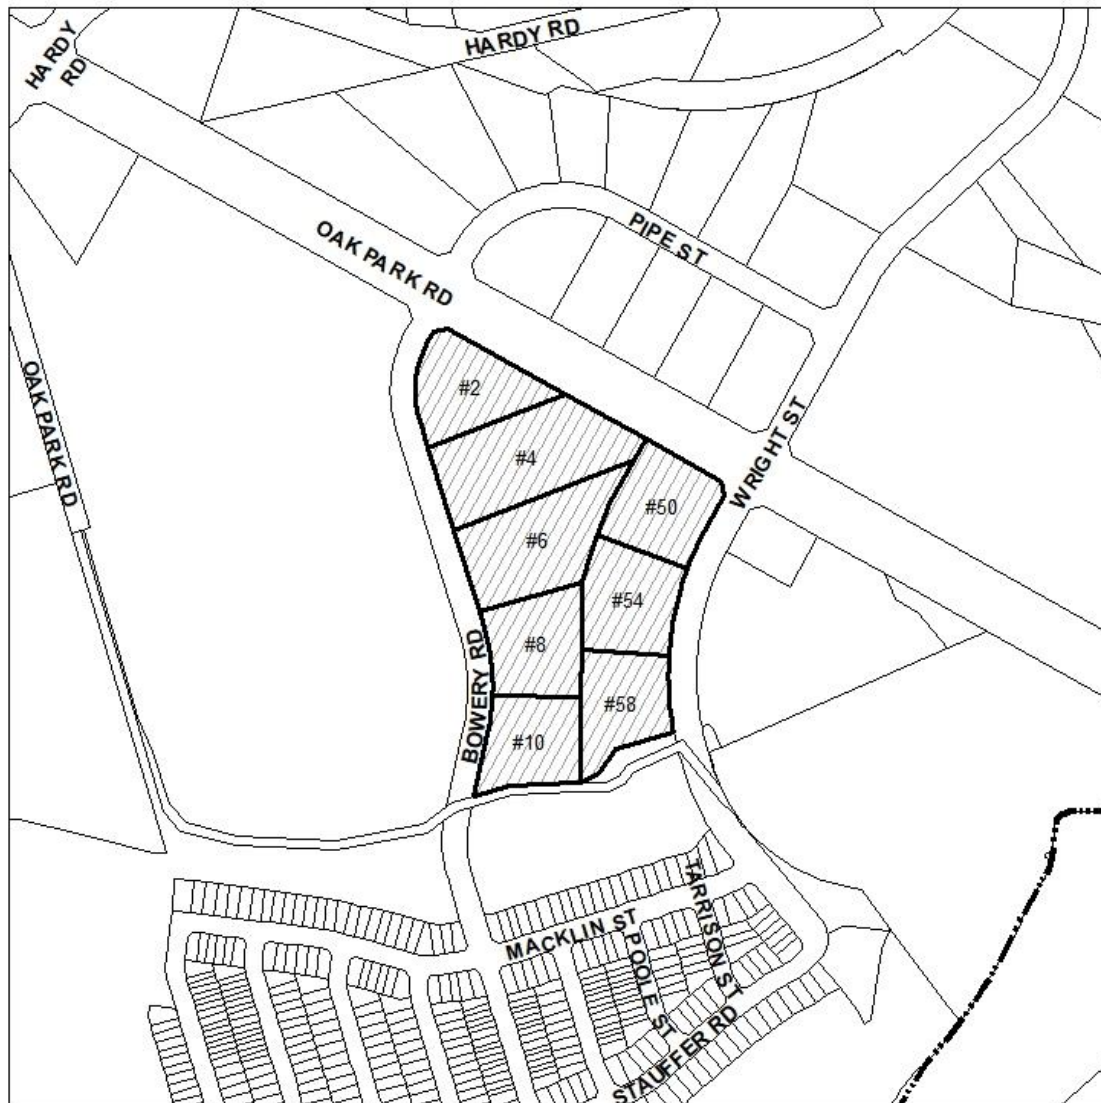 HARDY RD
HARDY
RD
PIPE ST
OAK PARK RD
OAK PARK RD
#2
WRIGHT ST
#4
#50
#6
#54
#8
BOWERY RD
#58
#10
TARRISON ST
MACKLIN ST
POOLE ST
STAUFFER RD